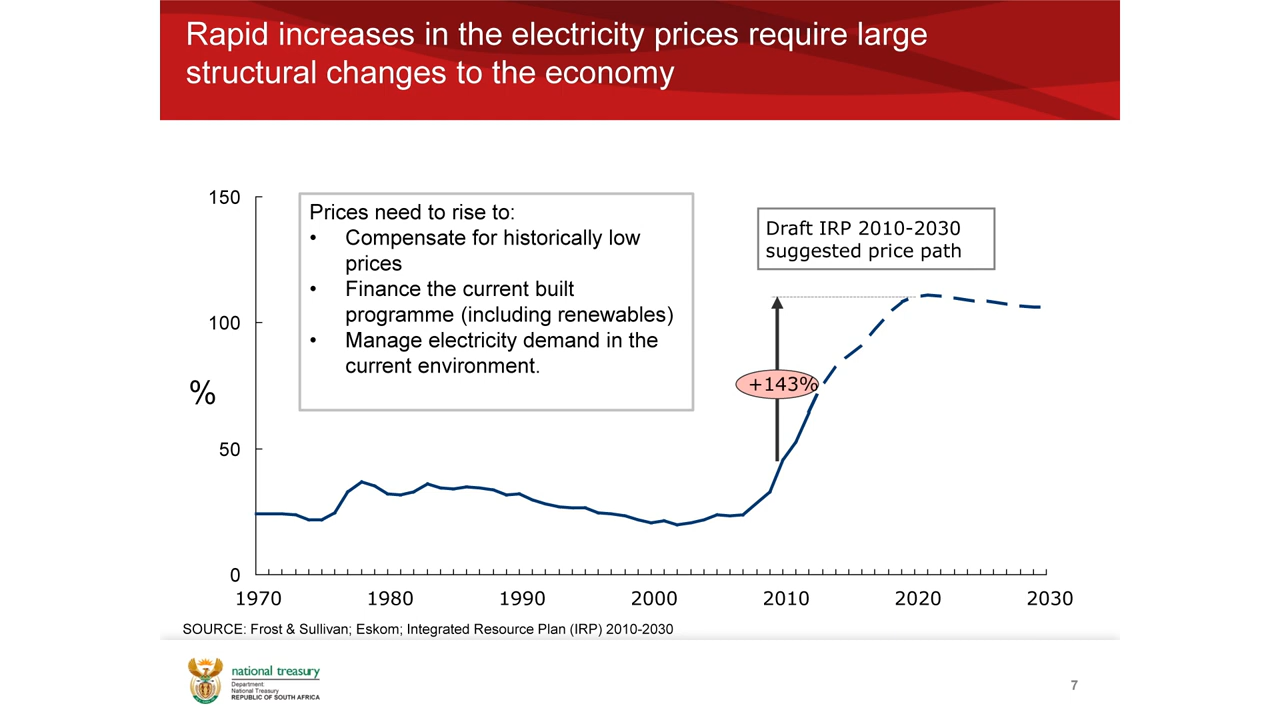 Rapid increases in the electricity prices require large
structural changes to the economy
150
100
%
50
0
Prices need to rise to:
• Compensate for historically low
prices
• Finance the current built
programme (including renewables)
• Manage electricity demand in the
current environment.
Draft IRP 2010-2030
suggested price path
+143%
1970 1980 1990 2000 2010 2020 2030
SOURCE: Frost & Sullivan; Eskom; Integrated Resource Plan (IRP) 2010-2030
national treasury
Department:
National Treasury
REPUBLIC OF SOUTH AFRICA
7